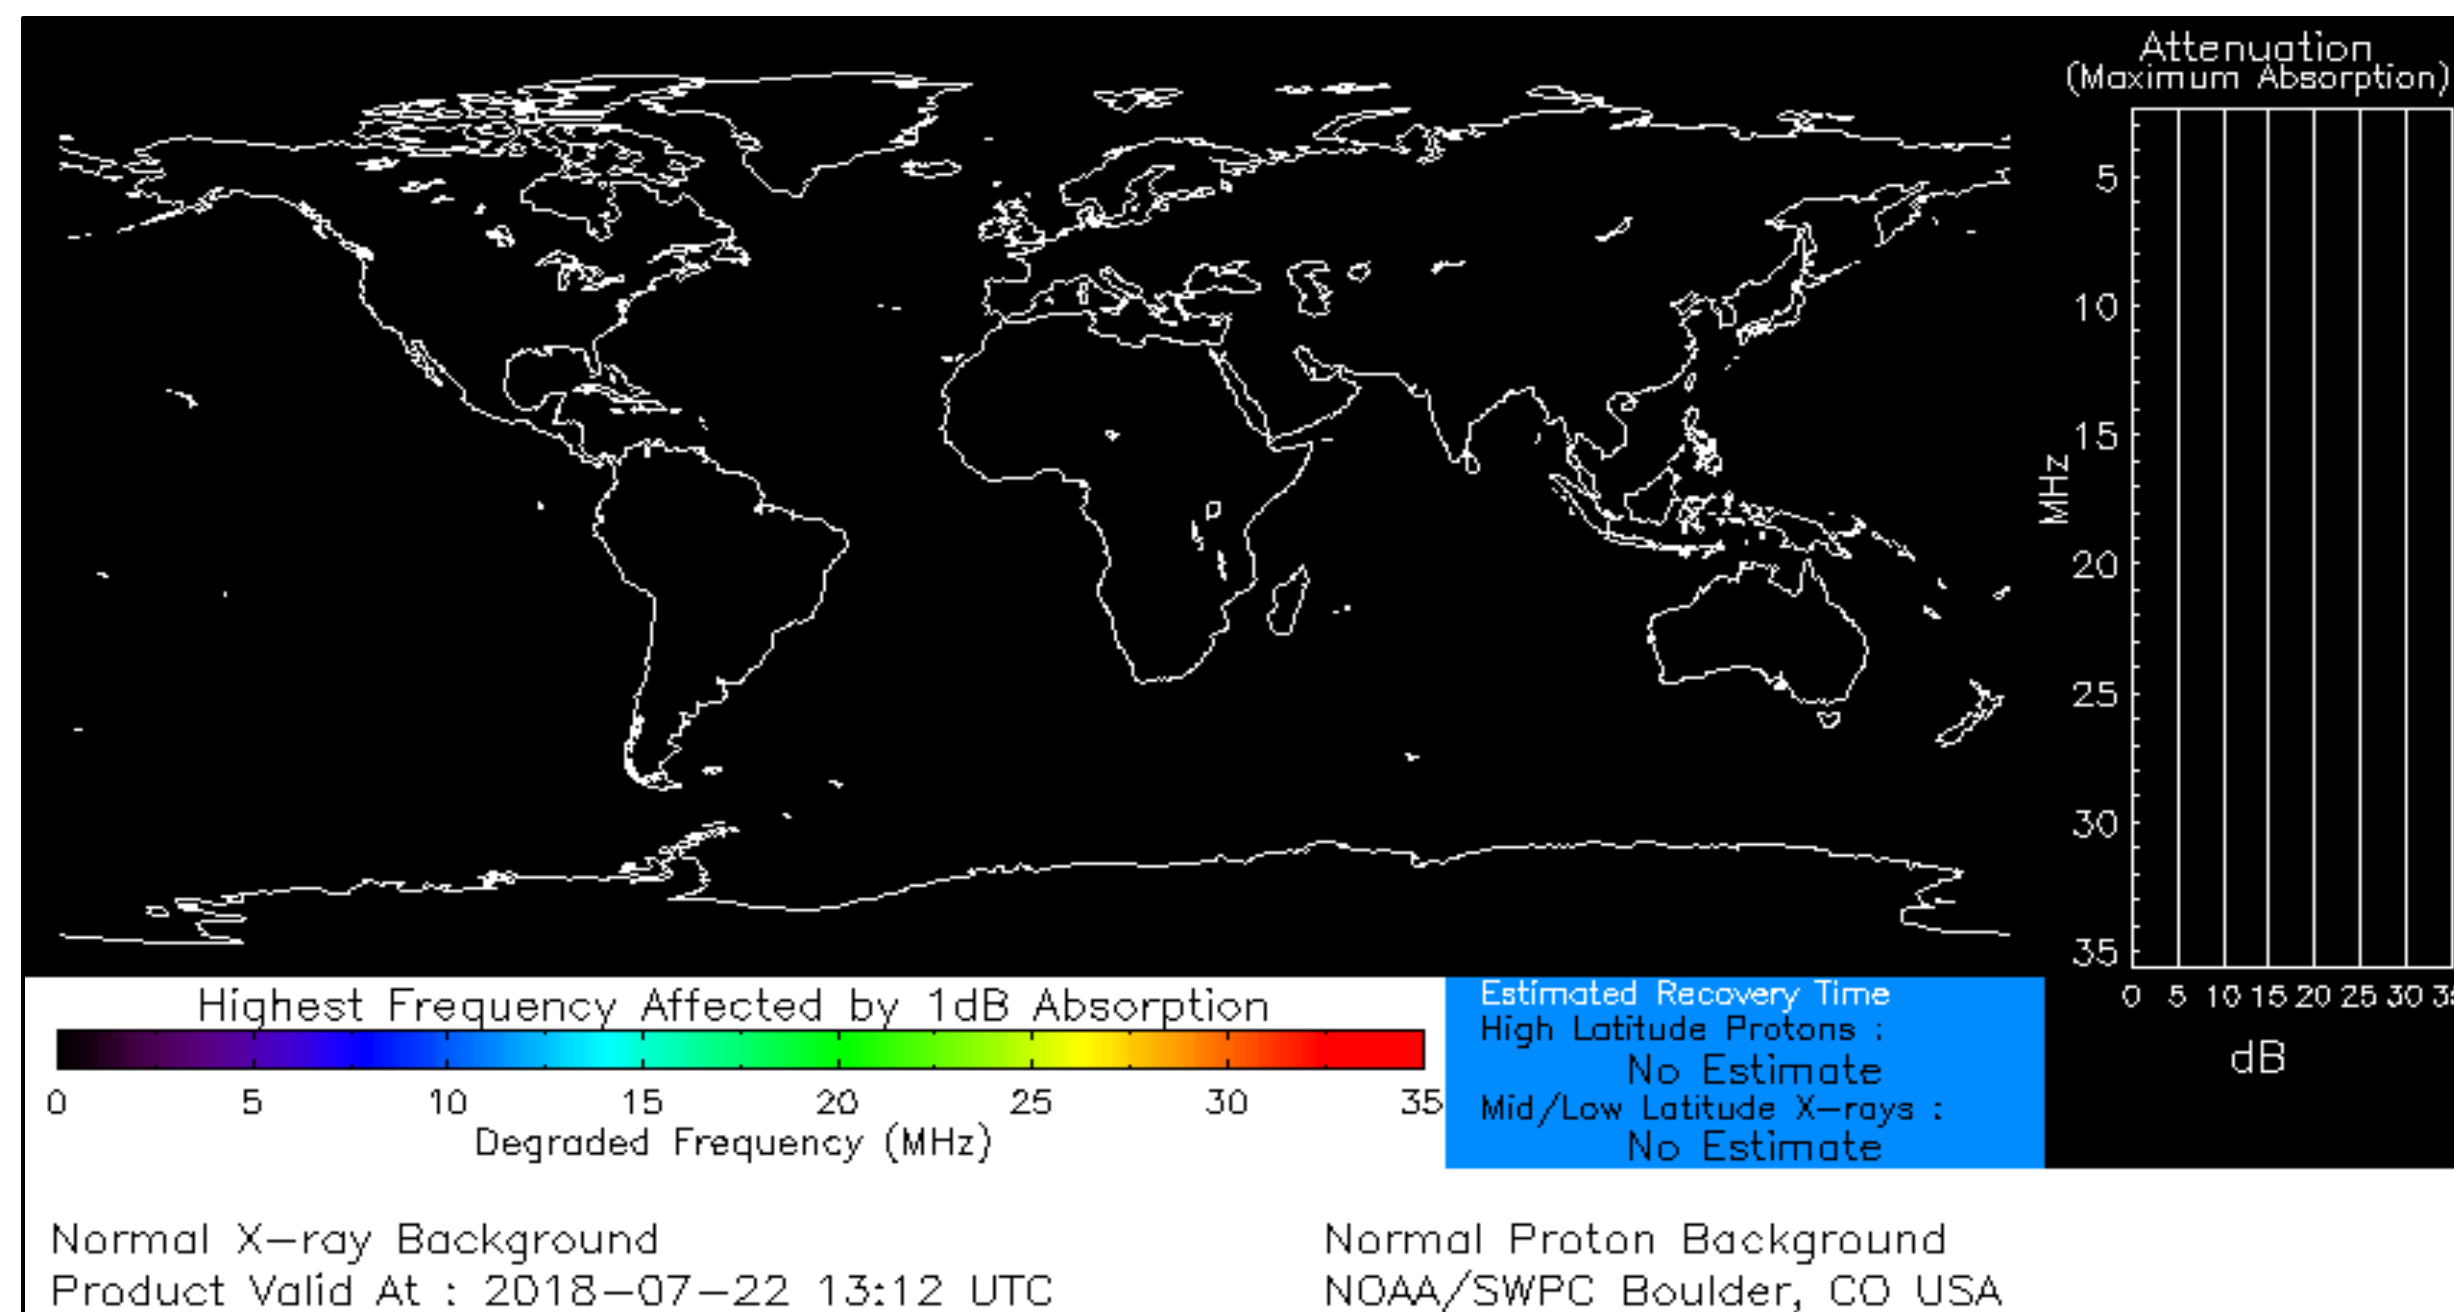 Attenuation
(Maximum Absorption)
5
10
15
20
25
30
35
MHz
0 5 10 15 20 25 30
dB
Highest Frequency Affected by 1dB Absorption
0 5 10 15 20 25 30 35
Degraded Frequency (MHz)
Estimated Recovery Time
High Latitude Protons :
No Estimate
Mid/Low Latitude X-rays :
No Estimate
Normal X-ray Background
Normal Proton Background
Product Valid At : 2018-07-22 13:12 UTC
NOAA/SWPC Boulder, CO USA